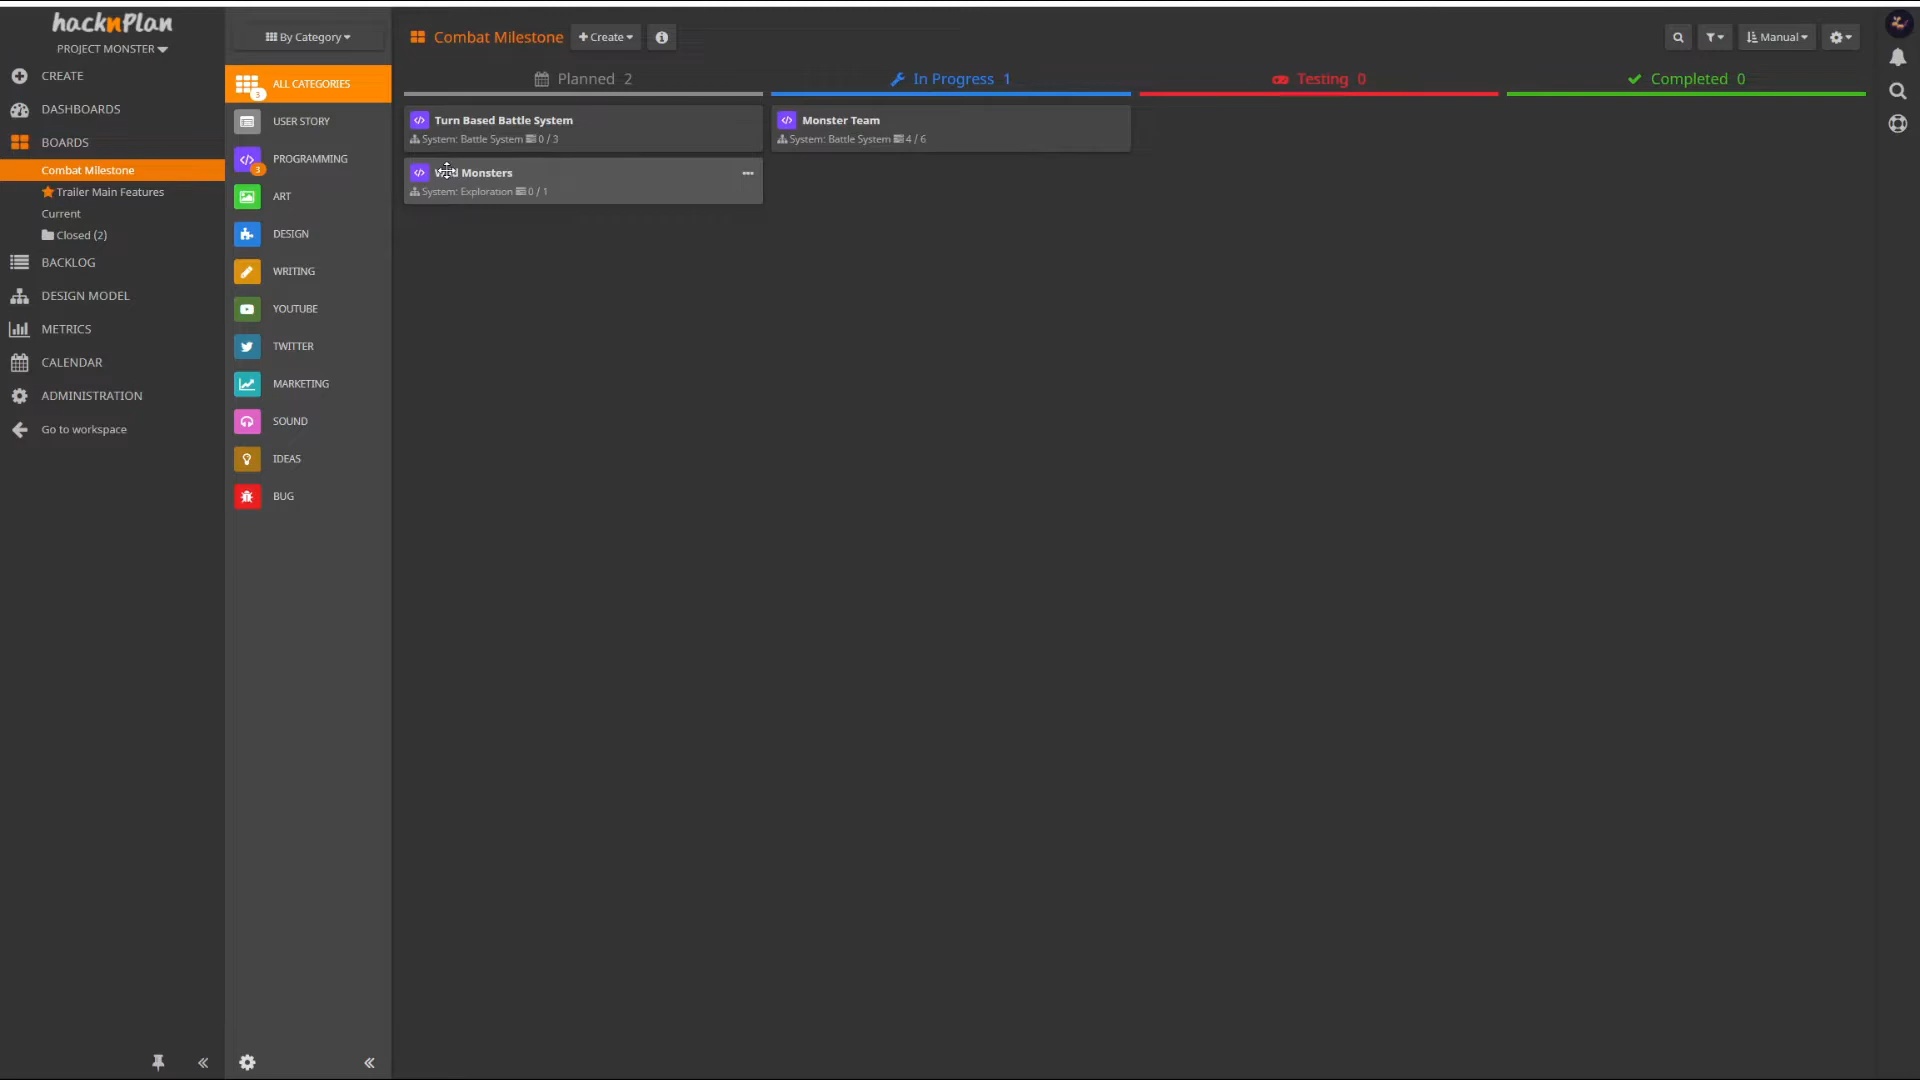 hacknPlan
PROJECT MONSTER
CREATE
DASHBOARDS
BOARDS
Combat Milestone
Trailer Main Features
Current
Closed (2)
BACKLOG
DESIGN MODEL
METRICS
CALENDAR
ADMINISTRATION
Go to workspace
By Category
ALL CATEGORIES
3
USER STORY
PROGRAMMING
3
ART
DESIGN
WRITING
YOUTUBE
TWITTER
MARKETING
SOUND
IDEAS
BUG
Combat Milestone
Create
Manual
Planned 2
In Progress 1
Testing 0
Completed 0
Turn Based Battle System
System: Battle System 0 / 3
Monsters
System: Exploration 0 / 1
Monster Team
System: Battle System 4 / 6